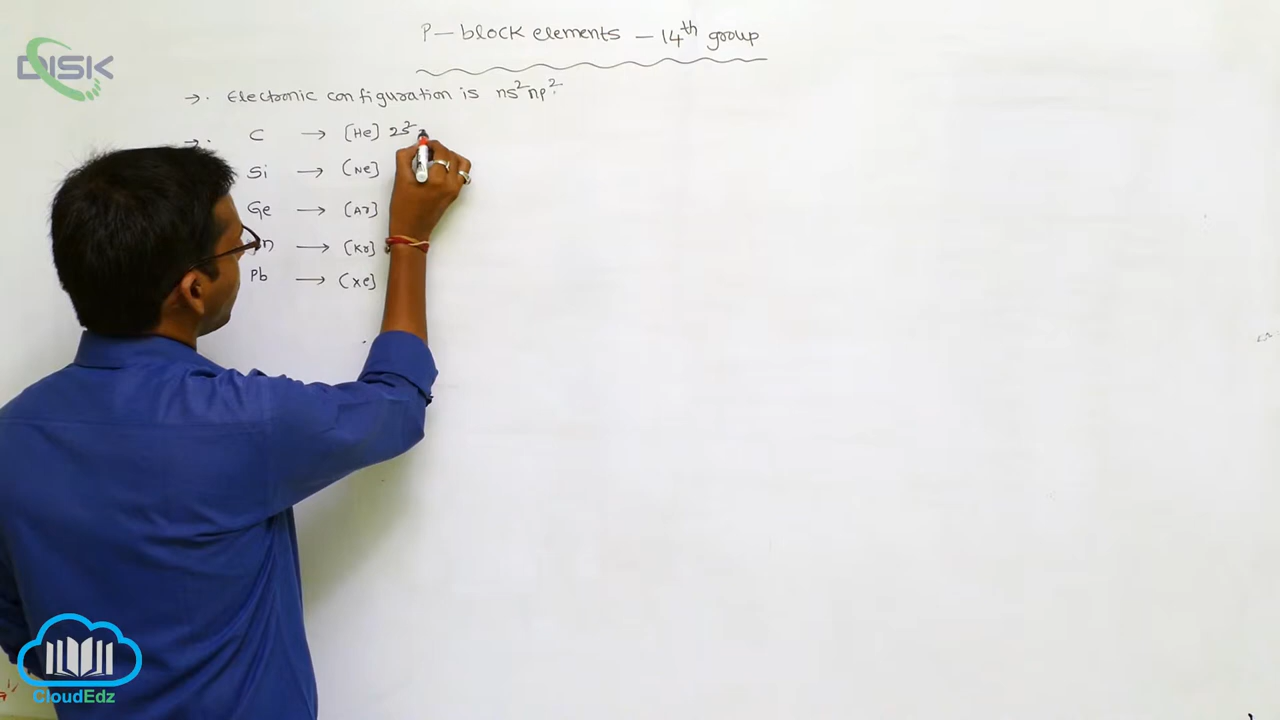 DISK
P - block elements - 14th group
→. Electronic configuration is ns² np².
→. C → [He] 2s²
Si → [Ne]
Ge → [Ar]
n → [Kr]
Pb → [Xe]
CloudEdz